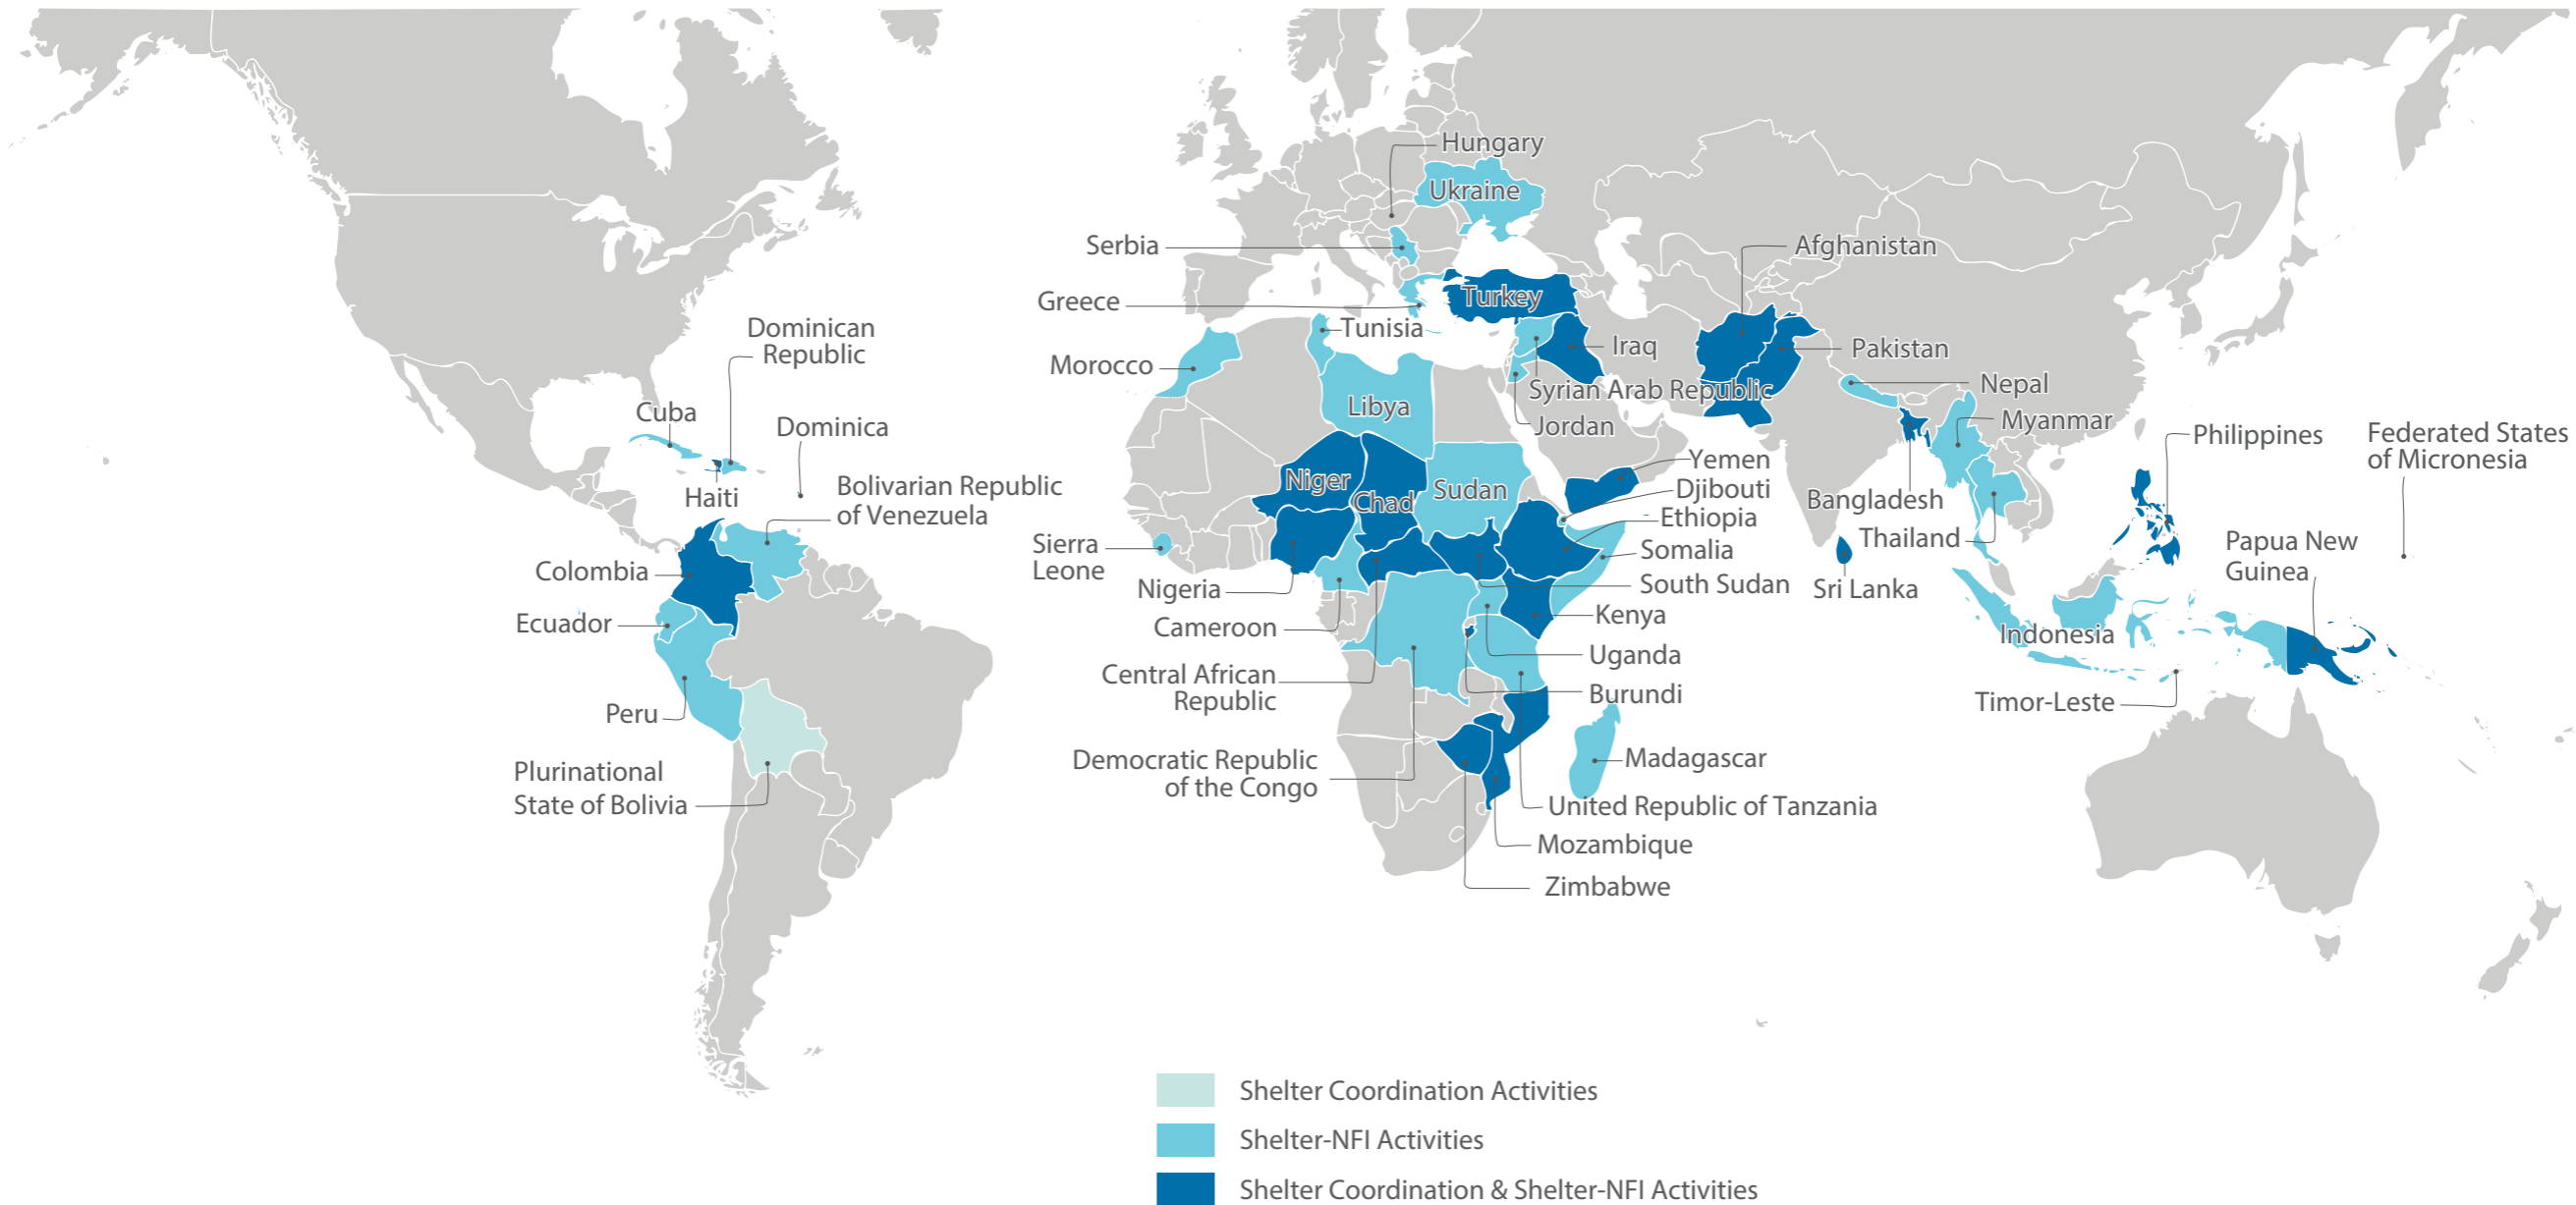 Hungary
Ukraine
Serbia
Afghanistan
Greece
Turkey
Tunisia
Dominican
Republic
Morocco
Iraq
Pakistan
Syrian Arab Republic
Nepal
Libya
Jordan
Cuba
Myanmar
Dominica
Philippines
Federated States
of Micronesia
Yemen
Niger
Haiti
Bolivarian Republic
of Venezuela
Chad
Sudan
Djibouti
Bangladesh
Ethiopia
Thailand
Sierra
Leone
Somalia
Papua New
Guinea
Colombia
South Sudan
Sri Lanka
Nigeria
Kenya
Ecuador
Cameroon
Indonesia
Uganda
Central African
Republic
Burundi
Timor-Leste
Peru
Madagascar
Democratic Republic
of the Congo
Plurinational
State of Bolivia
United Republic of Tanzania
Mozambique
Zimbabwe
Shelter Coordination Activities
Shelter-NFI Activities
Shelter Coordination & Shelter-NFI Activities